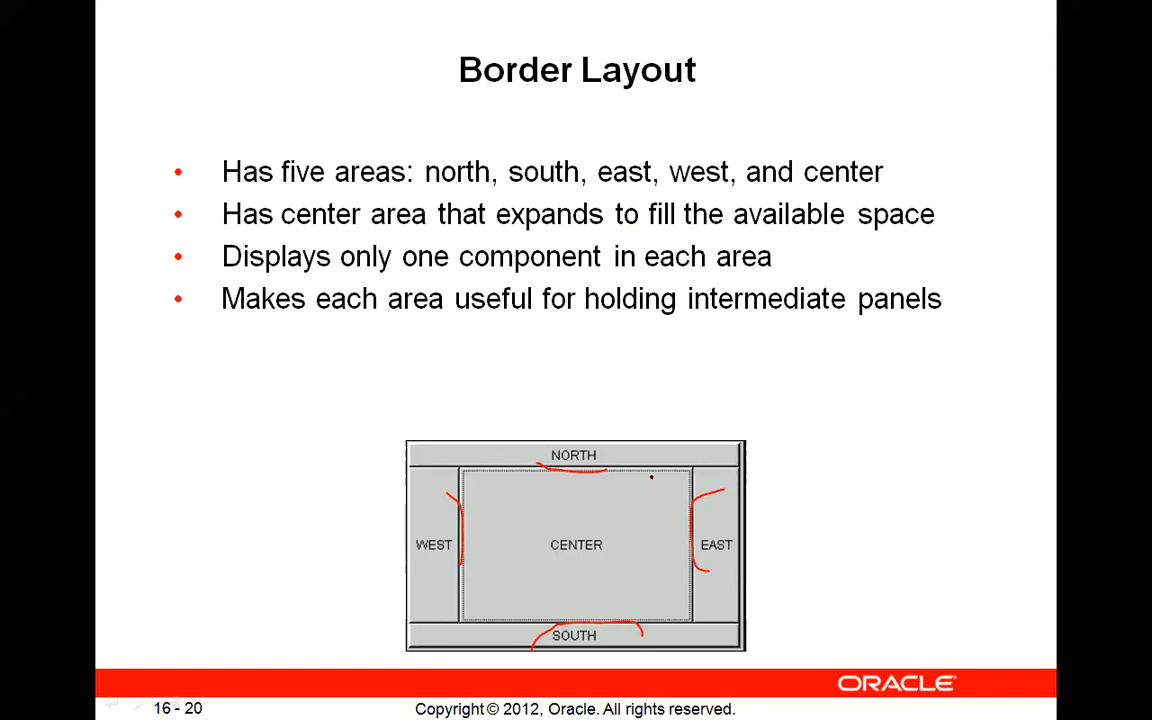 Border Layout
• Has five areas: north, south, east, west, and center
• Has center area that expands to fill the available space
• Displays only one component in each area
• Makes each area useful for holding intermediate panels
NORTH
WEST CENTER EAST
SOUTH
ORACLE
16 - 20 Copyright © 2012, Oracle. All rights reserved.